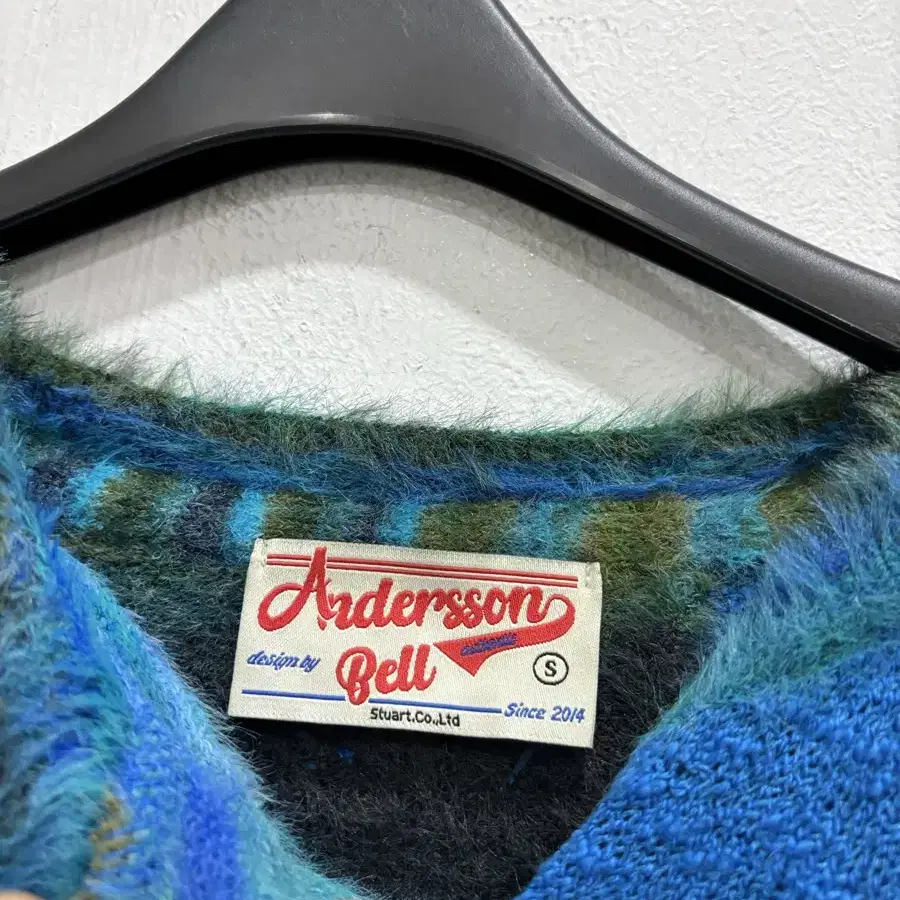 Andersson
authentic
design by Bell
S
Stuart.Co.,Ltd
Since 2014